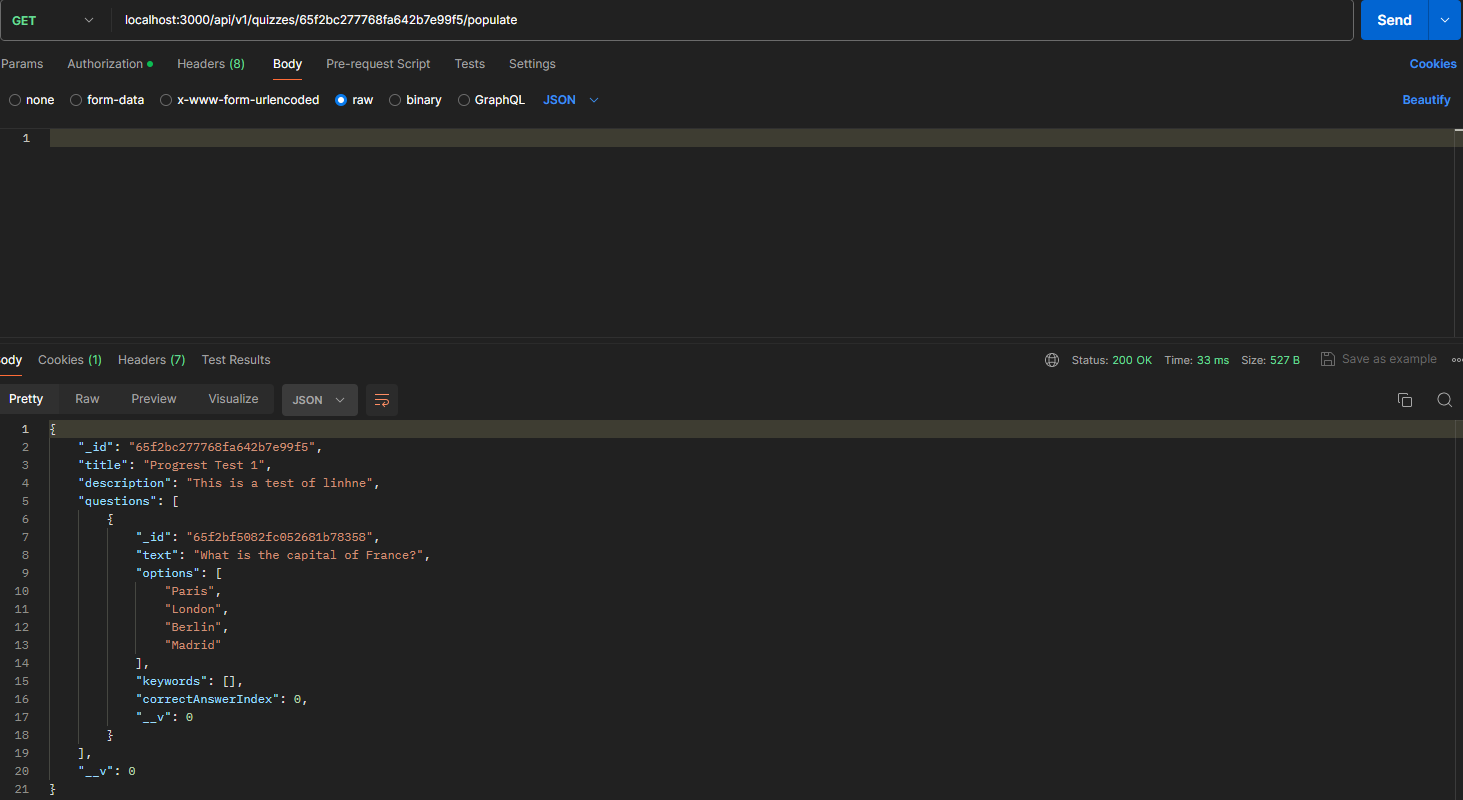 GET localhost:3000/api/v1/quizzes/65f2bc277768fa642b7e99f5/populate Send
Params Authorization Headers (8) Body Pre-request Script Tests Settings Cookies
none form-data x-www-form-urlencoded raw binary GraphQL JSON Beautify
1
ody Cookies (1) Headers (7) Test Results Status: 200 OK Time: 33 ms Size: 527 B Save as example
Pretty Raw Preview Visualize JSON
1 {
2 "_id": "65f2bc277768fa642b7e99f5",
3 "title": "Progrest Test 1",
4 "description": "This is a test of linhne",
5 "questions": [
6 {
7 "_id": "65f2bf5082fc052681b78358",
8 "text": "What is the capital of France?",
9 "options": [
10 "Paris",
11 "London",
12 "Berlin",
13 "Madrid"
14 ],
15 "keywords": [],
16 "correctAnswerIndex": 0,
17 "__v": 0
18 }
19 ],
20 "__v": 0
21 }